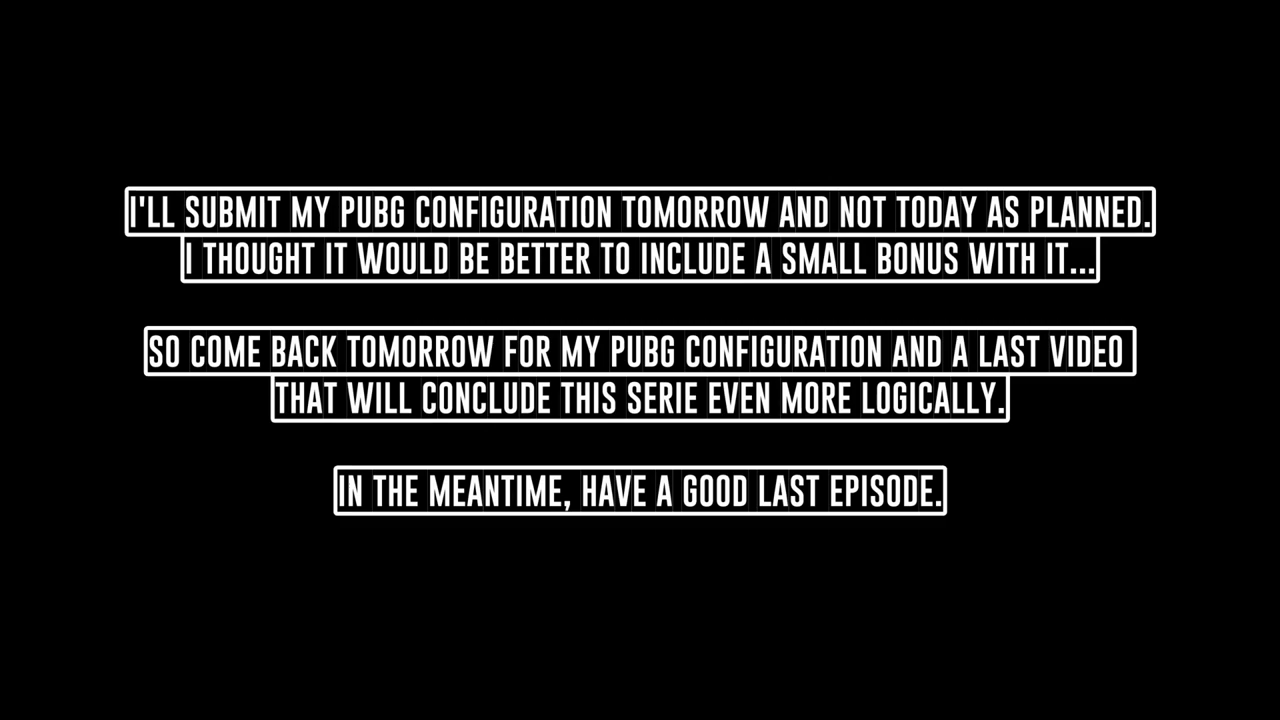 I'LL SUBMIT MY PUBG CONFIGURATION TOMORROW AND NOT TODAY AS PLANNED.
I THOUGHT IT WOULD BE BETTER TO INCLUDE A SMALL BONUS WITH IT...
SO COME BACK TOMORROW FOR MY PUBG CONFIGURATION AND A LAST VIDEO
THAT WILL CONCLUDE THIS SERIE EVEN MORE LOGICALLY.
IN THE MEANTIME, HAVE A GOOD LAST EPISODE.